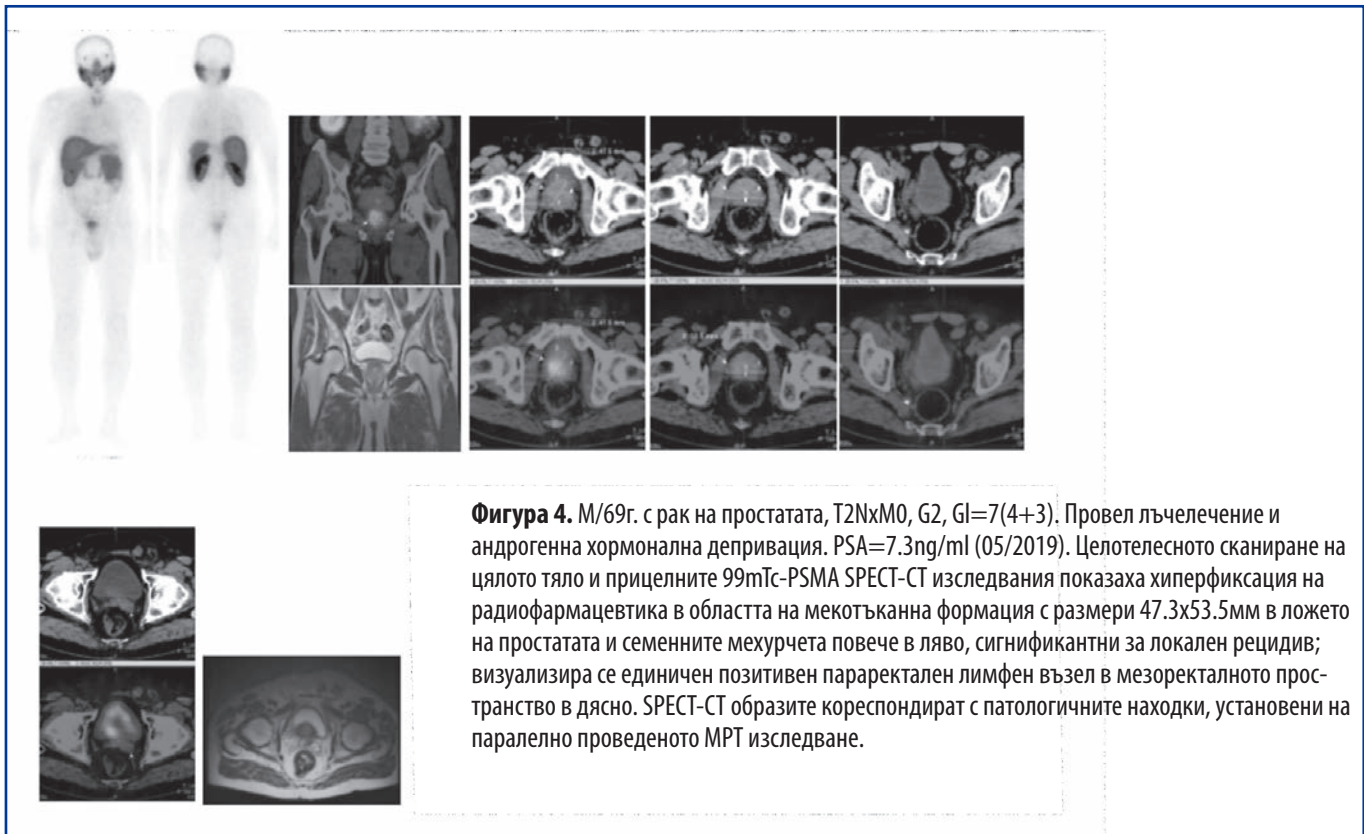 Фигура 4. М/69г. с рак на простатата, T2NxM0, G2, Gl=7(4+3). Провел лъчелечение и
андрогенна хормонална депривация. PSA=7.3ng/ml (05/2019). Целотелесното сканиране на
цялото тяло и прицелните 99mTc-PSMA SPECT-CT изследвания показаха хиперфиксация на
радиофармацевтика в областта на мекотъканна формация с размери 47.3х53.5мм в ложето
на простатата и семенните мехурчета повече в ляво, сигнификантни за локален рецидив;
визуализира се единичен позитивен параректален лимфен възел в мезоректалното прос-
транство в дясно. SPECT-CT образите кореспондират с патологичните находки, установени на
паралелно проведеното МРТ изследване.